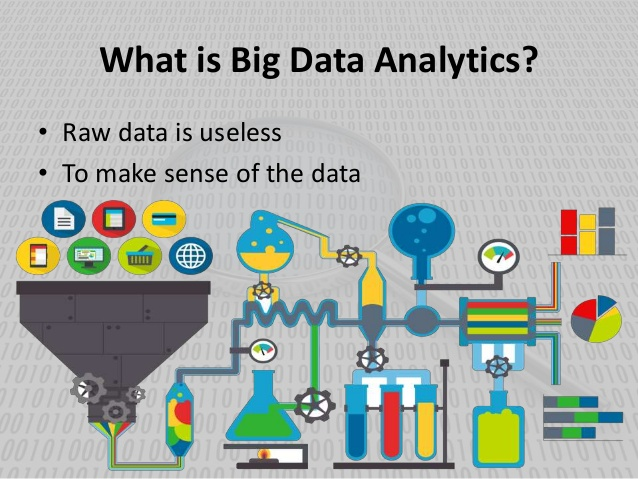 What is Big Data Analytics?
• Raw data is useless
• To make sense of the data